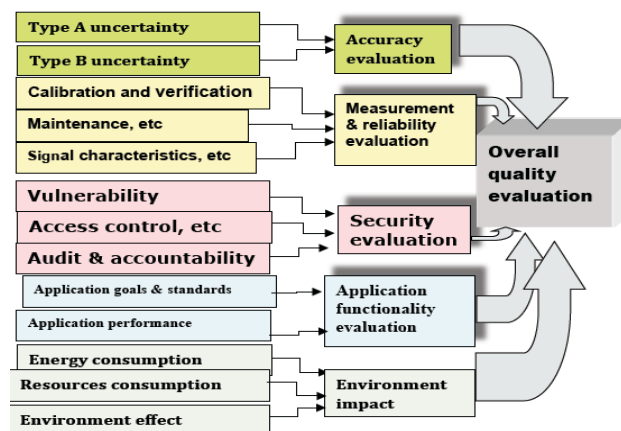 Type A uncertainty
Type B uncertainty
Accuracy
evaluation
Calibration and verification
Maintenance, etc
Signal characteristics, etc
Measurement
& reliability
evaluation
Vulnerability
Access control, etc
Audit & accountability
Security
evaluation
Application goals & standards
Application performance
Application
functionality
evaluation
Energy consumption
Resources consumption
Environment effect
Environment
impact
Overall
quality
evaluation